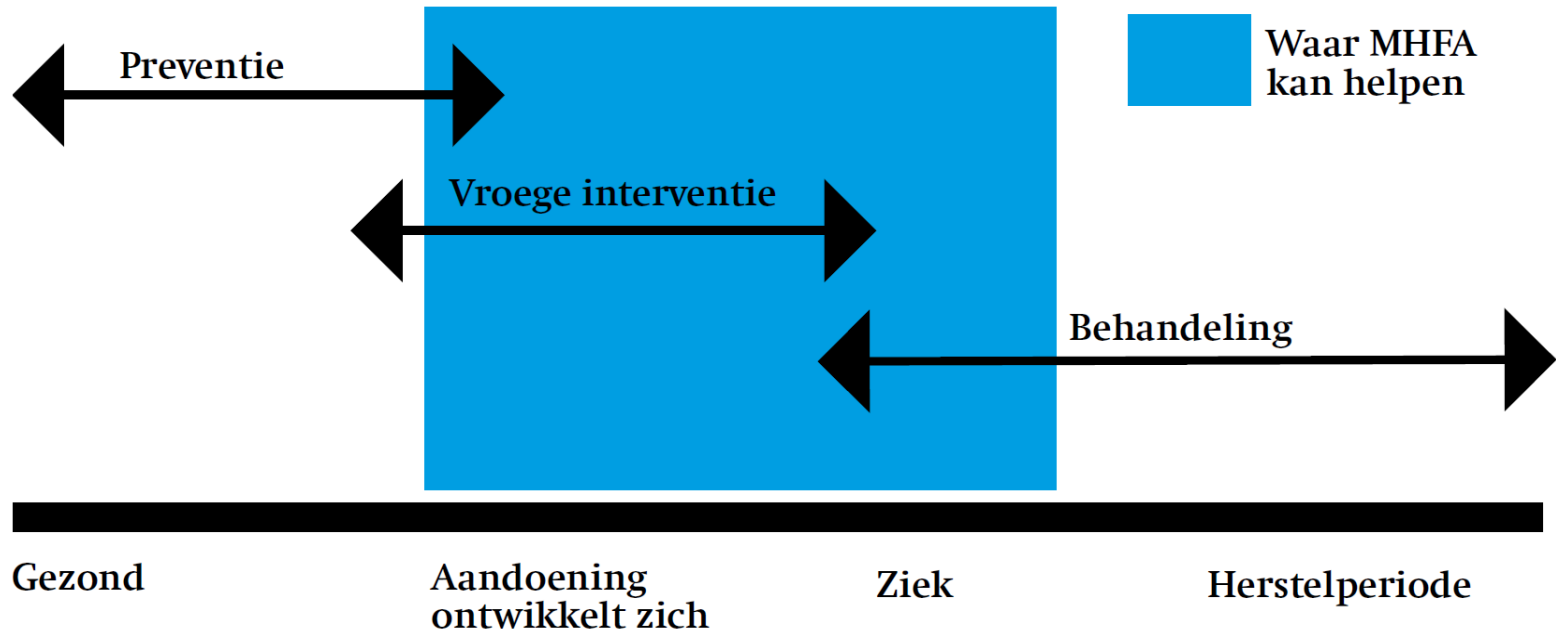 Preventie
Waar MHFA
kan helpen
Vroege interventie
Behandeling
Gezond
Aandoening
ontwikkelt zich
Ziek
Herstelperiode